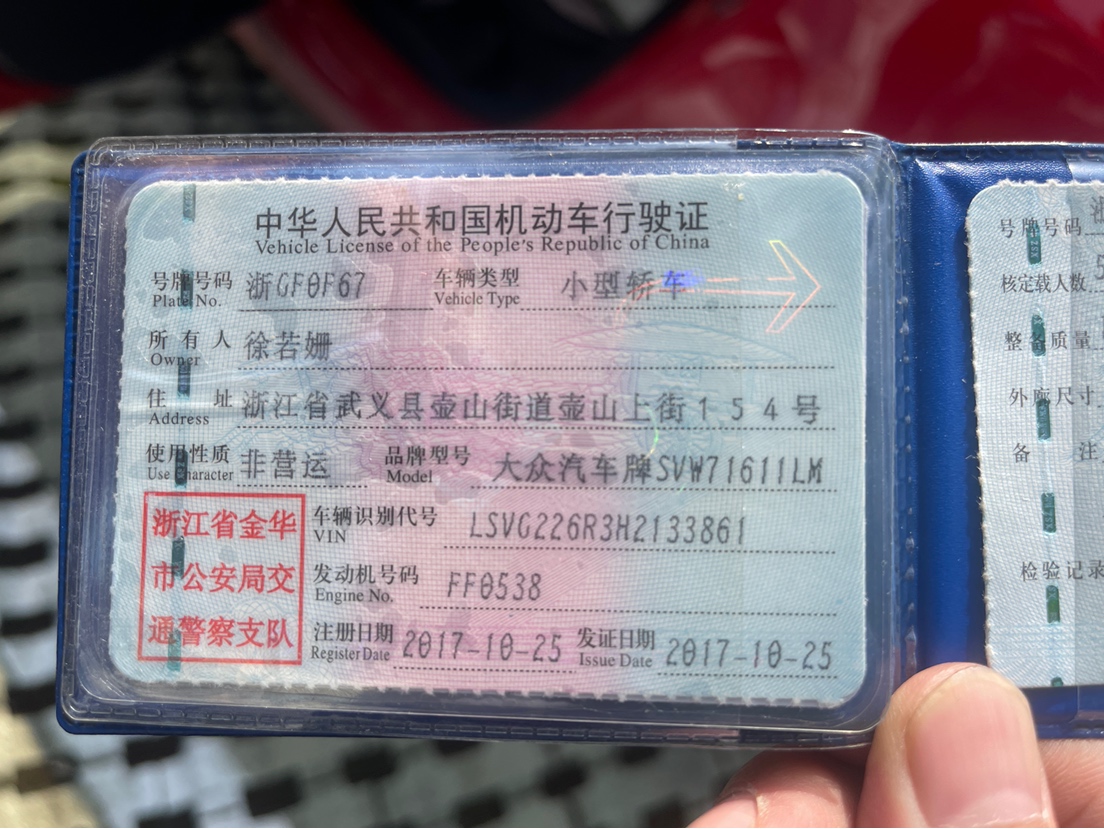 中华人民共和国机动车行驶证
Vehicle License of the People's Republic of China
号牌号码 浙GF0F67 车辆类型 小型轿车
Plate No. Vehicle Type
所有人 徐若姗
Owner
住址 浙江省武义县壶山街道壶山上街154号
Address
使用性质 非营运 品牌型号 大众汽车牌SVW71611LM
Use Character Model
浙江省金华
市公安局交
通警察支队
车辆识别代号 LSVG226R3H2133861
VIN
发动机号码 FF0538
Engine No.
注册日期 2017-10-25 发证日期 2017-10-25
Register Date Issue Date
号牌号码 浙
核定载人数 5
整备质量
外廓尺寸
备注
检验记录